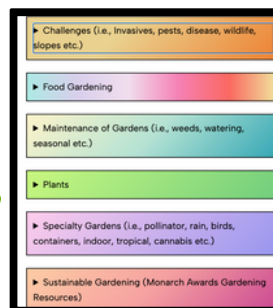 ▶ Challenges (i.e., Invasives, pests, disease, wildlife,
slopes etc.)
▶ Food Gardening
▶ Maintenance of Gardens (i.e., weeds, watering,
seasonal etc.)
▶ Plants
▶ Specialty Gardens (i.e., pollinator, rain, birds,
containers, indoor, tropical, cannabis etc.)
▶ Sustainable Gardening (Monarch Awards Gardening
Resources)